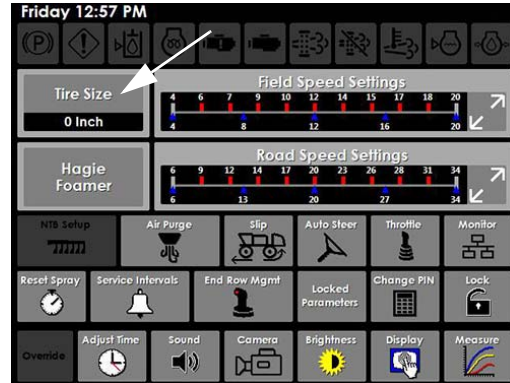 Friday 12:57 PM
(P)
Tire Size
0 Inch
Field Speed Settings
4 6 7 9 10 12 14 15 17 18 20
4 8 12 16 20
Hagie
Foamer
Road Speed Settings
6 9 12 14 17 20 23 26 28 31 34
6 13 20 27 34
NTB Setup Air Purge Slip Auto Steer Throttle Monitor
Reset Spray Service Intervals End Row Mgmt Locked
Parameters Change PIN Lock
Override Adjust Time Sound Camera Brightness Display Measure